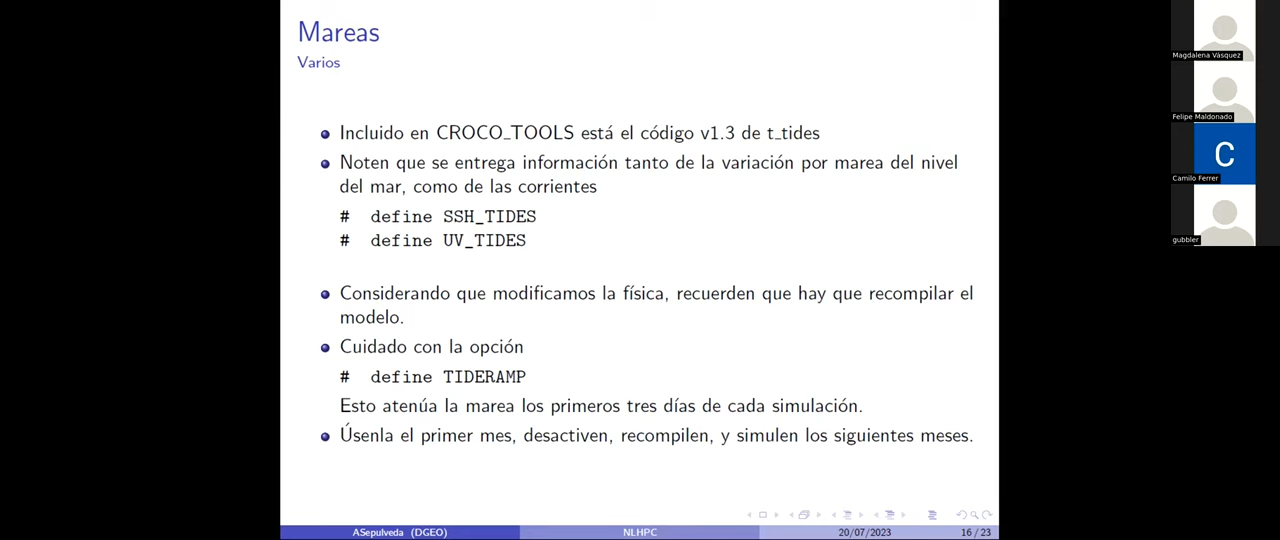 Mareas
Varios
Incluido en CROCO_TOOLS está el código v1.3 de t_tides
Noten que se entrega información tanto de la variación por marea del nivel
del mar, como de las corrientes
# define SSH_TIDES
# define UV_TIDES
Considerando que modificamos la física, recuerden que hay que recompilar el
modelo.
Cuidado con la opción
# define TIDERAMP
Esto atenúa la marea los primeros tres días de cada simulación.
Úsenla el primer mes, desactiven, recompilen, y simulen los siguientes meses.
ASepulveda (DGEO) NLHPC 20/07/2023 16/23
Magdalena Vásquez
Felipe Maldonado
C
Camilo Ferrer
gubbler